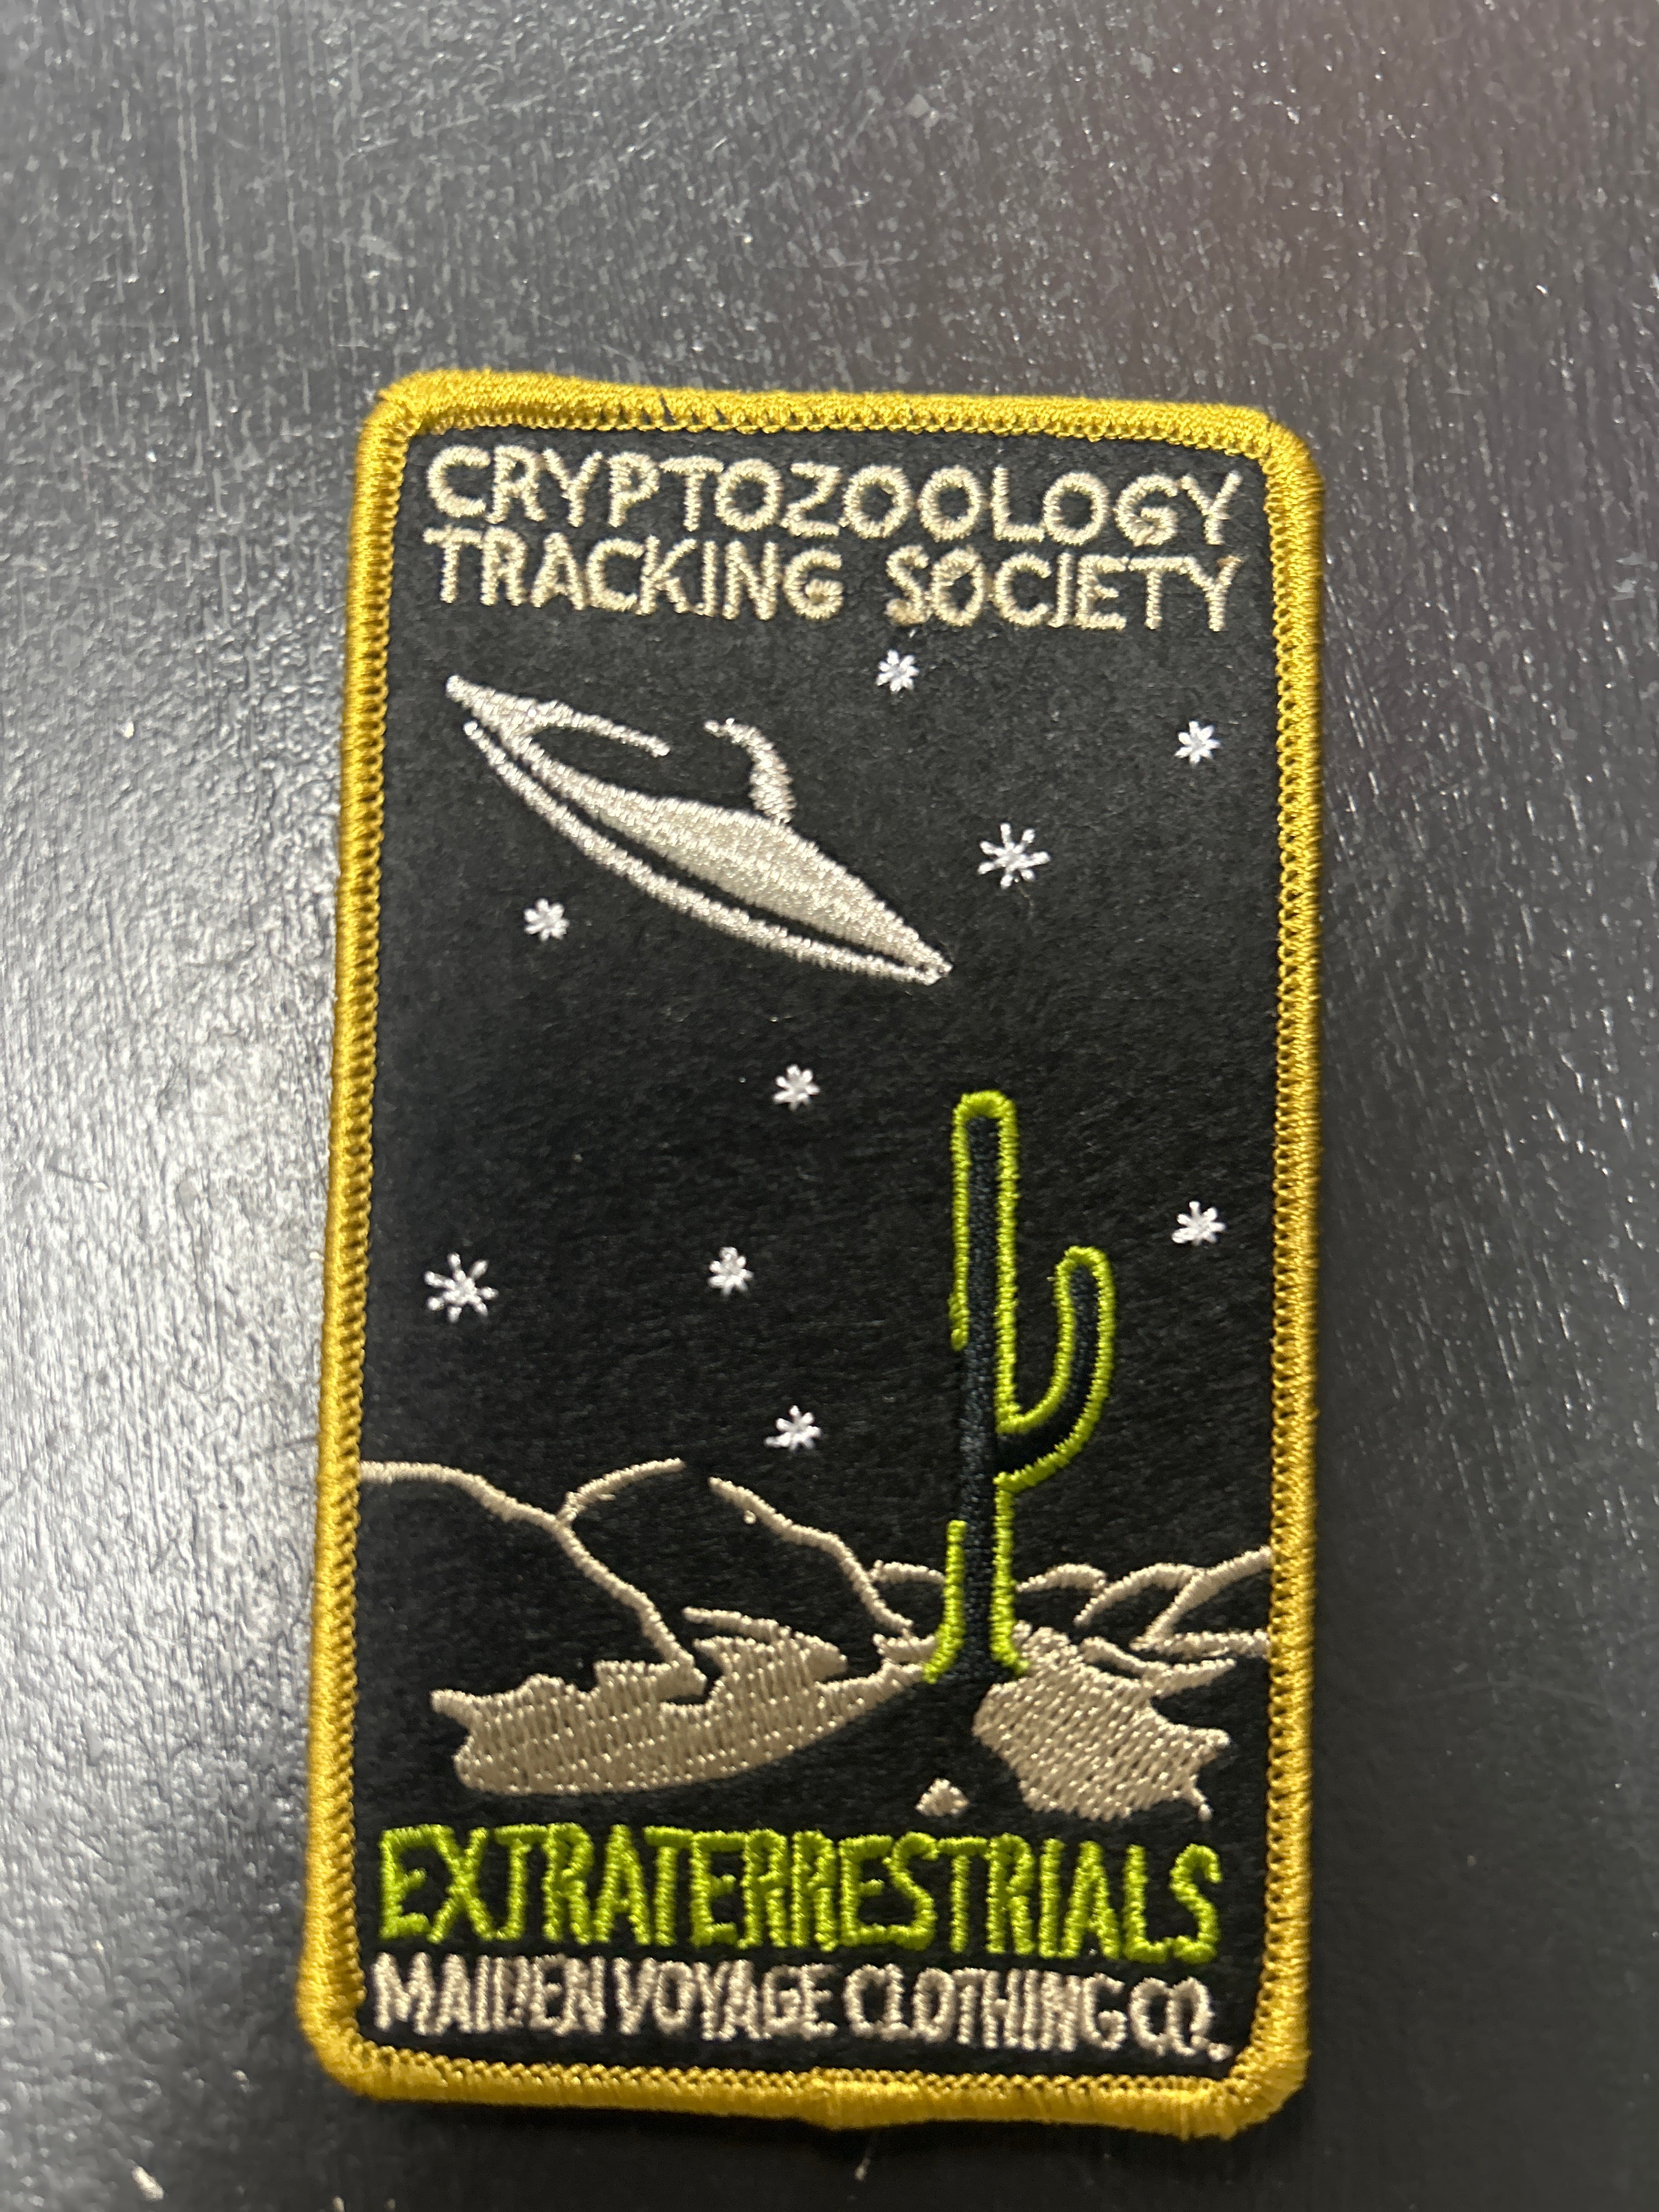 CRYPTOZOOLOGY
TRACKING SOCIETY
EXTRATERRESTRIALS
MAIDEN VOYAGE CLOTHING CO.